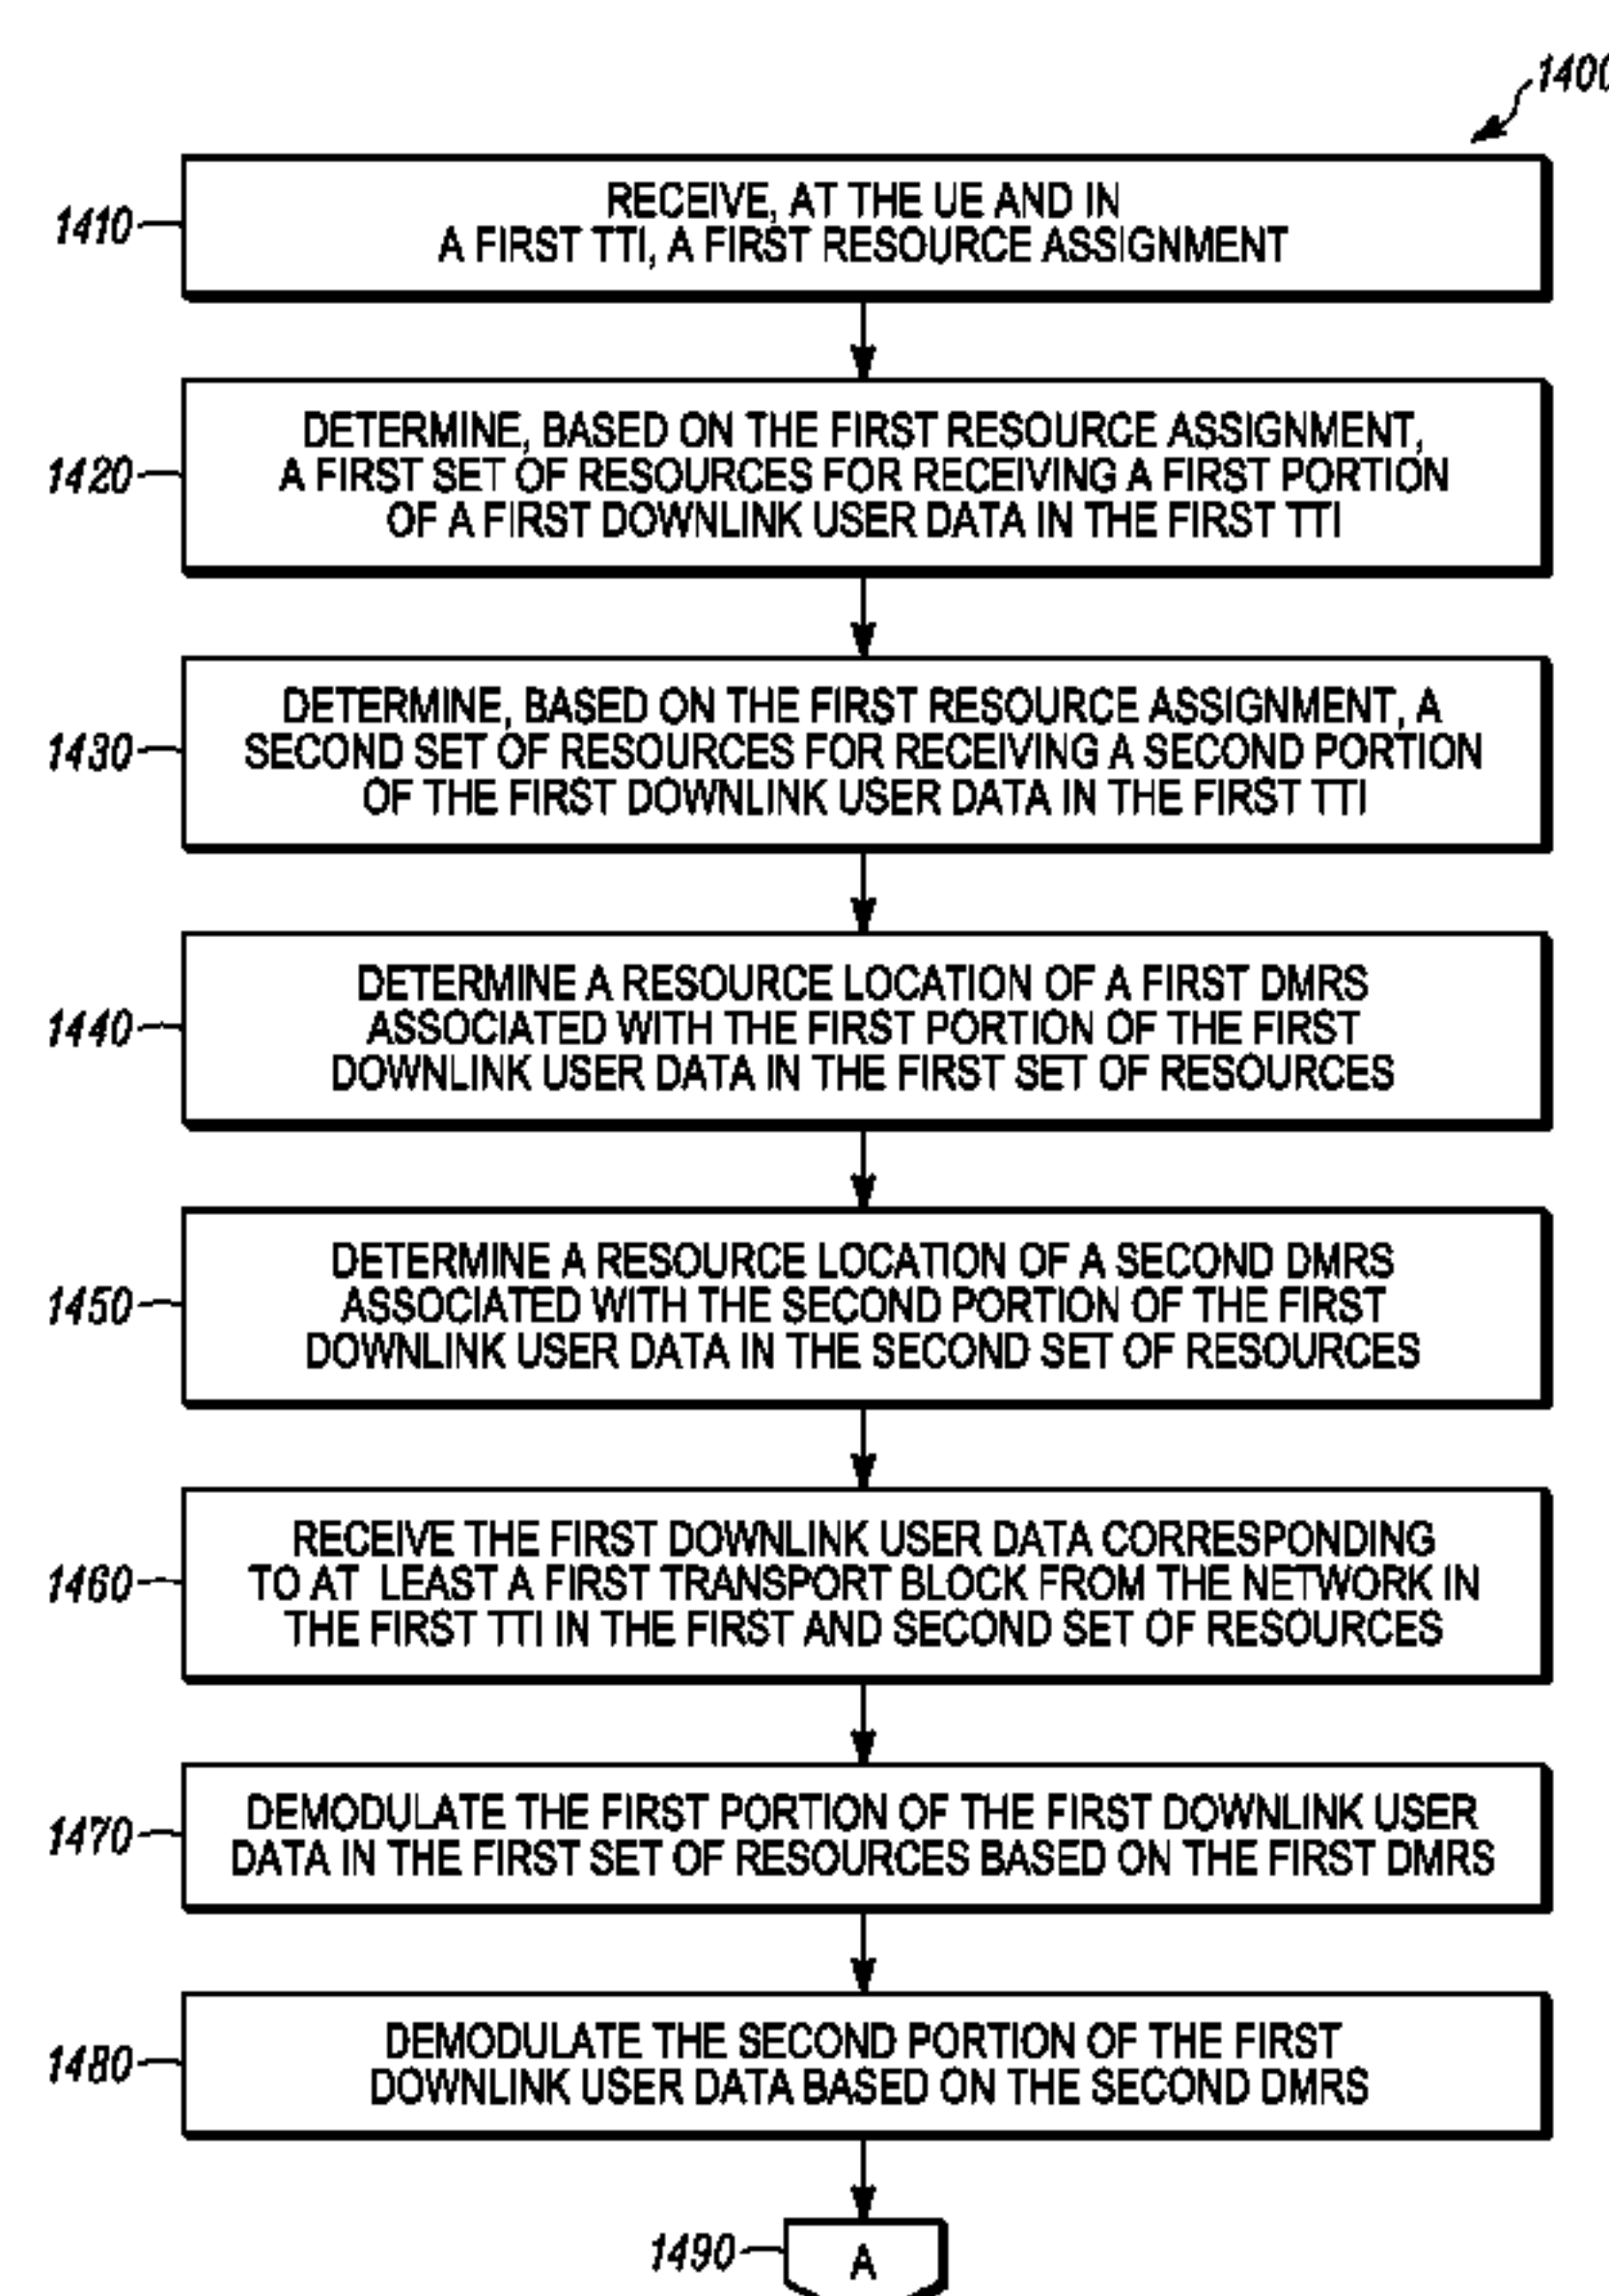 1400
1410
RECEIVE, AT THE UE AND IN
A FIRST TTI, A FIRST RESOURCE ASSIGNMENT
1420
DETERMINE, BASED ON THE FIRST RESOURCE ASSIGNMENT,
A FIRST SET OF RESOURCES FOR RECEIVING A FIRST PORTION
OF A FIRST DOWNLINK USER DATA IN THE FIRST TTI
1430
DETERMINE, BASED ON THE FIRST RESOURCE ASSIGNMENT, A
SECOND SET OF RESOURCES FOR RECEIVING A SECOND PORTION
OF THE FIRST DOWNLINK USER DATA IN THE FIRST TTI
1440
DETERMINE A RESOURCE LOCATION OF A FIRST DMRS
ASSOCIATED WITH THE FIRST PORTION OF THE FIRST
DOWNLINK USER DATA IN THE FIRST SET OF RESOURCES
1450
DETERMINE A RESOURCE LOCATION OF A SECOND DMRS
ASSOCIATED WITH THE SECOND PORTION OF THE FIRST
DOWNLINK USER DATA IN THE SECOND SET OF RESOURCES
1460
RECEIVE THE FIRST DOWNLINK USER DATA CORRESPONDING
TO AT LEAST A FIRST TRANSPORT BLOCK FROM THE NETWORK IN
THE FIRST TTI IN THE FIRST AND SECOND SET OF RESOURCES
1470
DEMODULATE THE FIRST PORTION OF THE FIRST DOWNLINK USER
DATA IN THE FIRST SET OF RESOURCES BASED ON THE FIRST DMRS
1480
DEMODULATE THE SECOND PORTION OF THE FIRST
DOWNLINK USER DATA BASED ON THE SECOND DMRS
1490
A